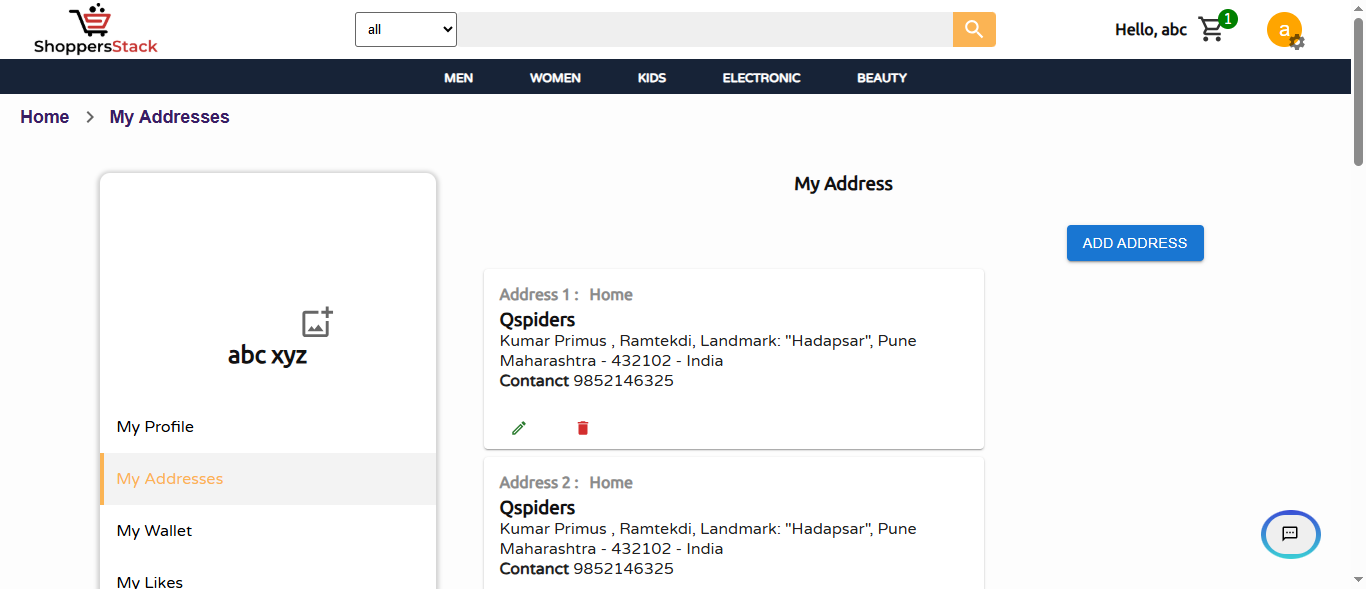 ShoppersStack
all
Hello, abc
1
a
MEN
WOMEN
KIDS
ELECTRONIC
BEAUTY
Home > My Addresses
abc xyz
My Profile
My Addresses
My Wallet
My Likes
My Address
ADD ADDRESS
Address 1 : Home
Qspiders
Kumar Primus , Ramtekdi, Landmark: "Hadapsar", Pune
Maharashtra - 432102 - India
Contanct 9852146325
Address 2 : Home
Qspiders
Kumar Primus , Ramtekdi, Landmark: "Hadapsar", Pune
Maharashtra - 432102 - India
Contanct 9852146325